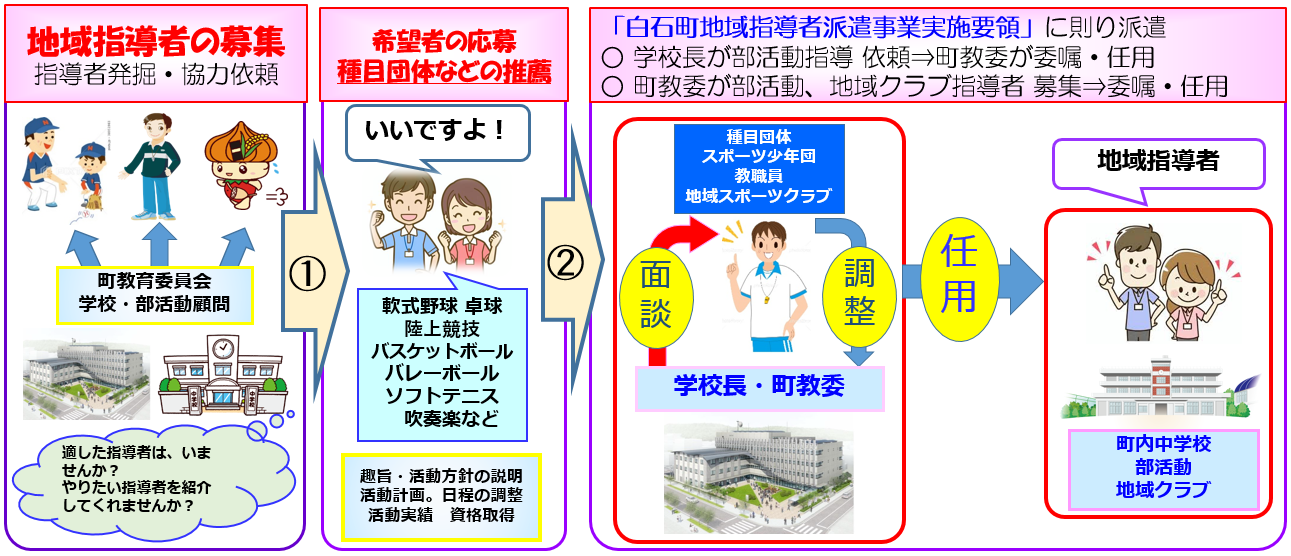 地域指導者の募集
指導者発掘・協力依頼
町教育委員会
学校・部活動顧問
中学校
中学校
適した指導者は、いま
せんか？
やりたい指導者を紹介
してくれませんか？
①
希望者の応募
種目団体などの推薦
いいですよ！
軟式野球 卓球
陸上競技
バスケットボール
バレーボール
ソフトテニス
吹奏楽など
趣旨・活動方針の説明
活動計画。日程の調整
活動実績　資格取得
②
「白石町地域指導者派遣事業実施要領」に則り派遣
〇 学校長が部活動指導 依頼⇒町教委が委嘱・任用
〇 町教委が部活動、地域クラブ指導者 募集⇒委嘱・任用
種目団体
スポーツ少年団
教職員
地域スポーツクラブ
面談
調整
学校長・町教委
任用
地域指導者
町内中学校
部活動
地域クラブ